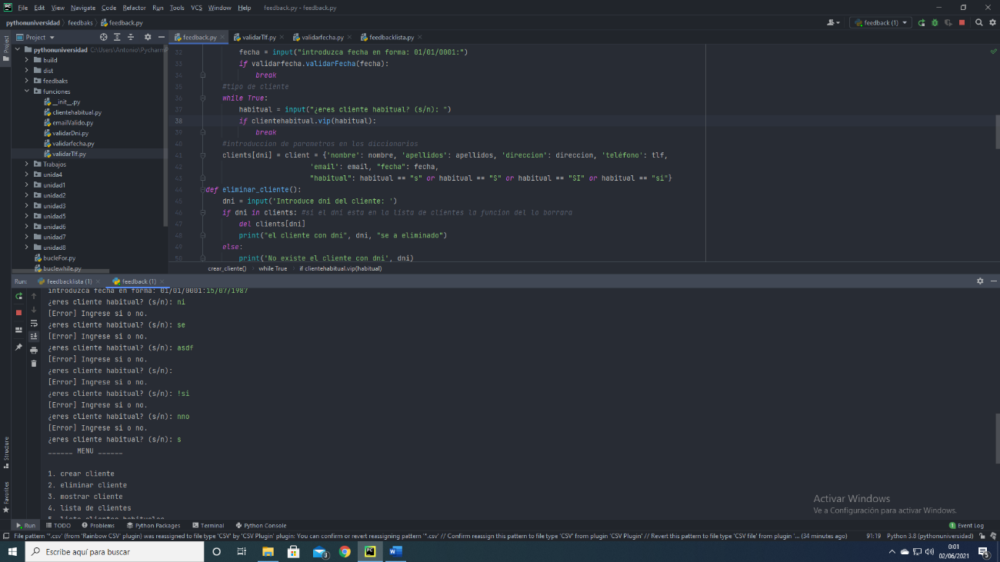 File Edit View Navigate Code Refactor Run Tools VCS Window Help feedback.py - feedback.py
pythonuniversidad feedbaks feedback.py
feedback (1)
Project
feedback.py validarTlf.py validarfecha.py feedbacklista.py
Project
pythonuniversidad C:\Users\Antonio\Pycharm
build
dist
feedbaks
funciones
__init__.py
clientehabitual.py
emailValido.py
validarDni.py
validarfecha.py
validarTlf.py
Trabajos
unida4
unidad1
unidad2
unidad3
unidad5
unidad6
unidad7
unidad8
bucleFor.py
buclewhile.py
32 fecha = input("introduzca fecha en forma: 01/01/0001:")
33 if validarfecha.validarFecha(fecha):
34 break
35 #tipo de cliente
36 while True:
37 habitual = input("¿eres cliente habitual? (s/n): ")
38 if clientehabitual.vip(habitual):
39 break
40 #introduccion de parametros en los diccionarios
41 clients[dni] = client = {'nombre': nombre, 'apellidos': apellidos, 'direccion': direccion, 'teléfono': tlf,
42 'email': email, "fecha": fecha,
43 "habitual": habitual == "s" or habitual == "S" or habitual == "SI" or habitual == "si"}
44 def eliminar_cliente():
45 dni = input('Introduce dni del cliente: ')
46 if dni in clients: #si el dni esta en la lista de clientes la funcion del lo borrara
47 del clients[dni]
48 print("el cliente con dni", dni, "se a eliminado")
49 else:
50 print('No existe el cliente con dni', dni)
crear_cliente() while True if clientehabitual.vip(habitual)
Run: feedbacklista (1) feedback (1)
introduzca fecha en forma: 01/01/0001:15/07/1987
¿eres cliente habitual? (s/n): ni
[Error] Ingrese si o no.
¿eres cliente habitual? (s/n): se
[Error] Ingrese si o no.
¿eres cliente habitual? (s/n): asdf
[Error] Ingrese si o no.
¿eres cliente habitual? (s/n):
[Error] Ingrese si o no.
¿eres cliente habitual? (s/n): !si
[Error] Ingrese si o no.
¿eres cliente habitual? (s/n): nno
[Error] Ingrese si o no.
¿eres cliente habitual? (s/n): s
______ MENU ______
1. crear cliente
2. eliminar cliente
3. mostrar cliente
4. lista de clientes
5. lista clientes habituales
Structure
Favorites
Activar Windows
Ve a Configuración para activar Windows.
Run TODO Problems Python Packages Terminal Python Console 1 Event Log
File pattern '*.csv' (from 'Rainbow CSV' plugin) was reassigned to file type 'CSV' by 'CSV Plugin' plugin: You can confirm or revert reassigning pattern '*.csv' // Confirm reassign this pattern to file type 'CSV' from plugin 'CSV Plugin' // Revert this pattern to file type 'CSV file' from plugin '... (34 minutes ago) 91:19 Python 3.8 (pythonuniversidad)
Escribe aquí para buscar
3
0:01
02/06/2021
5